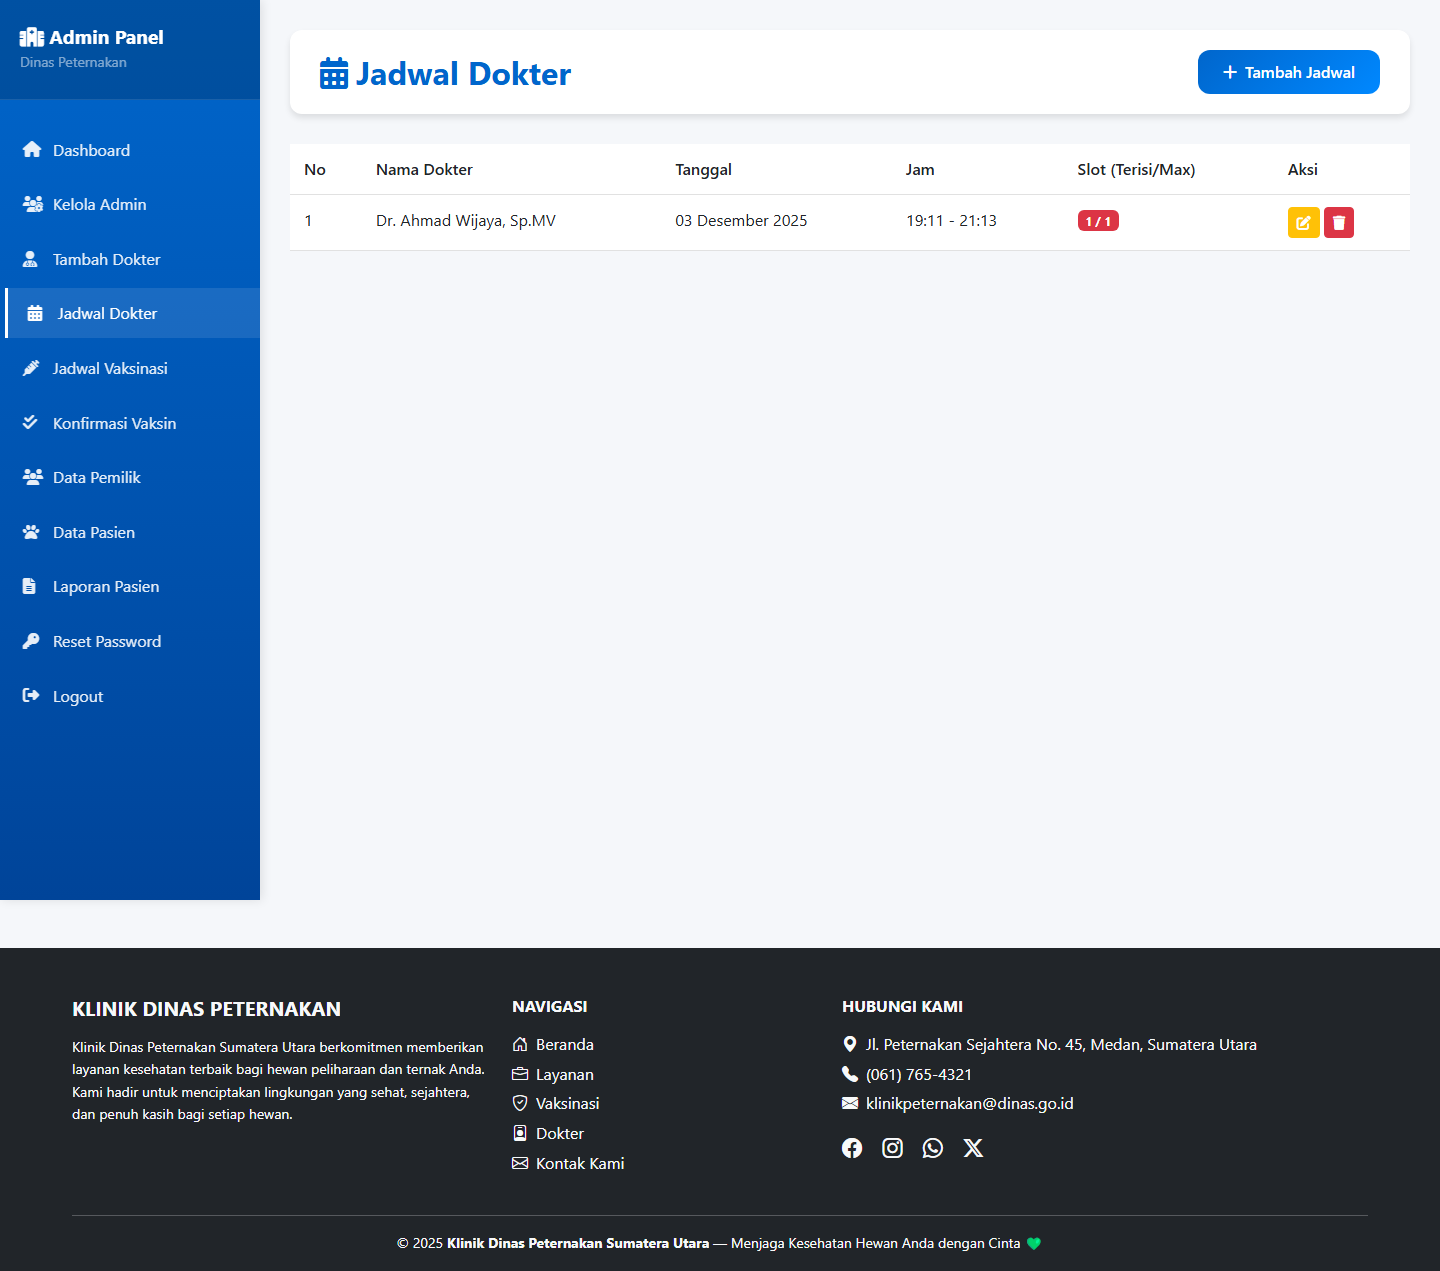 Admin Panel
Dinas Peternakan
Dashboard
Kelola Admin
Tambah Dokter
Jadwal Dokter
Jadwal Vaksinasi
Konfirmasi Vaksin
Data Pemilik
Data Pasien
Laporan Pasien
Reset Password
Logout
Jadwal Dokter
Tambah Jadwal
No Nama Dokter Tanggal Jam Slot (Terisi/Max) Aksi
1 Dr. Ahmad Wijaya, Sp.MV 03 Desember 2025 19:11 - 21:13 1 / 1
KLINIK DINAS PETERNAKAN
Klinik Dinas Peternakan Sumatera Utara berkomitmen memberikan
layanan kesehatan terbaik bagi hewan peliharaan dan ternak Anda.
Kami hadir untuk menciptakan lingkungan yang sehat, sejahtera,
dan penuh kasih bagi setiap hewan.
NAVIGASI
Beranda
Layanan
Vaksinasi
Dokter
Kontak Kami
HUBUNGI KAMI
Jl. Peternakan Sejahtera No. 45, Medan, Sumatera Utara
(061) 765-4321
klinikpeternakan@dinas.go.id
© 2025 Klinik Dinas Peternakan Sumatera Utara — Menjaga Kesehatan Hewan Anda dengan Cinta 💚